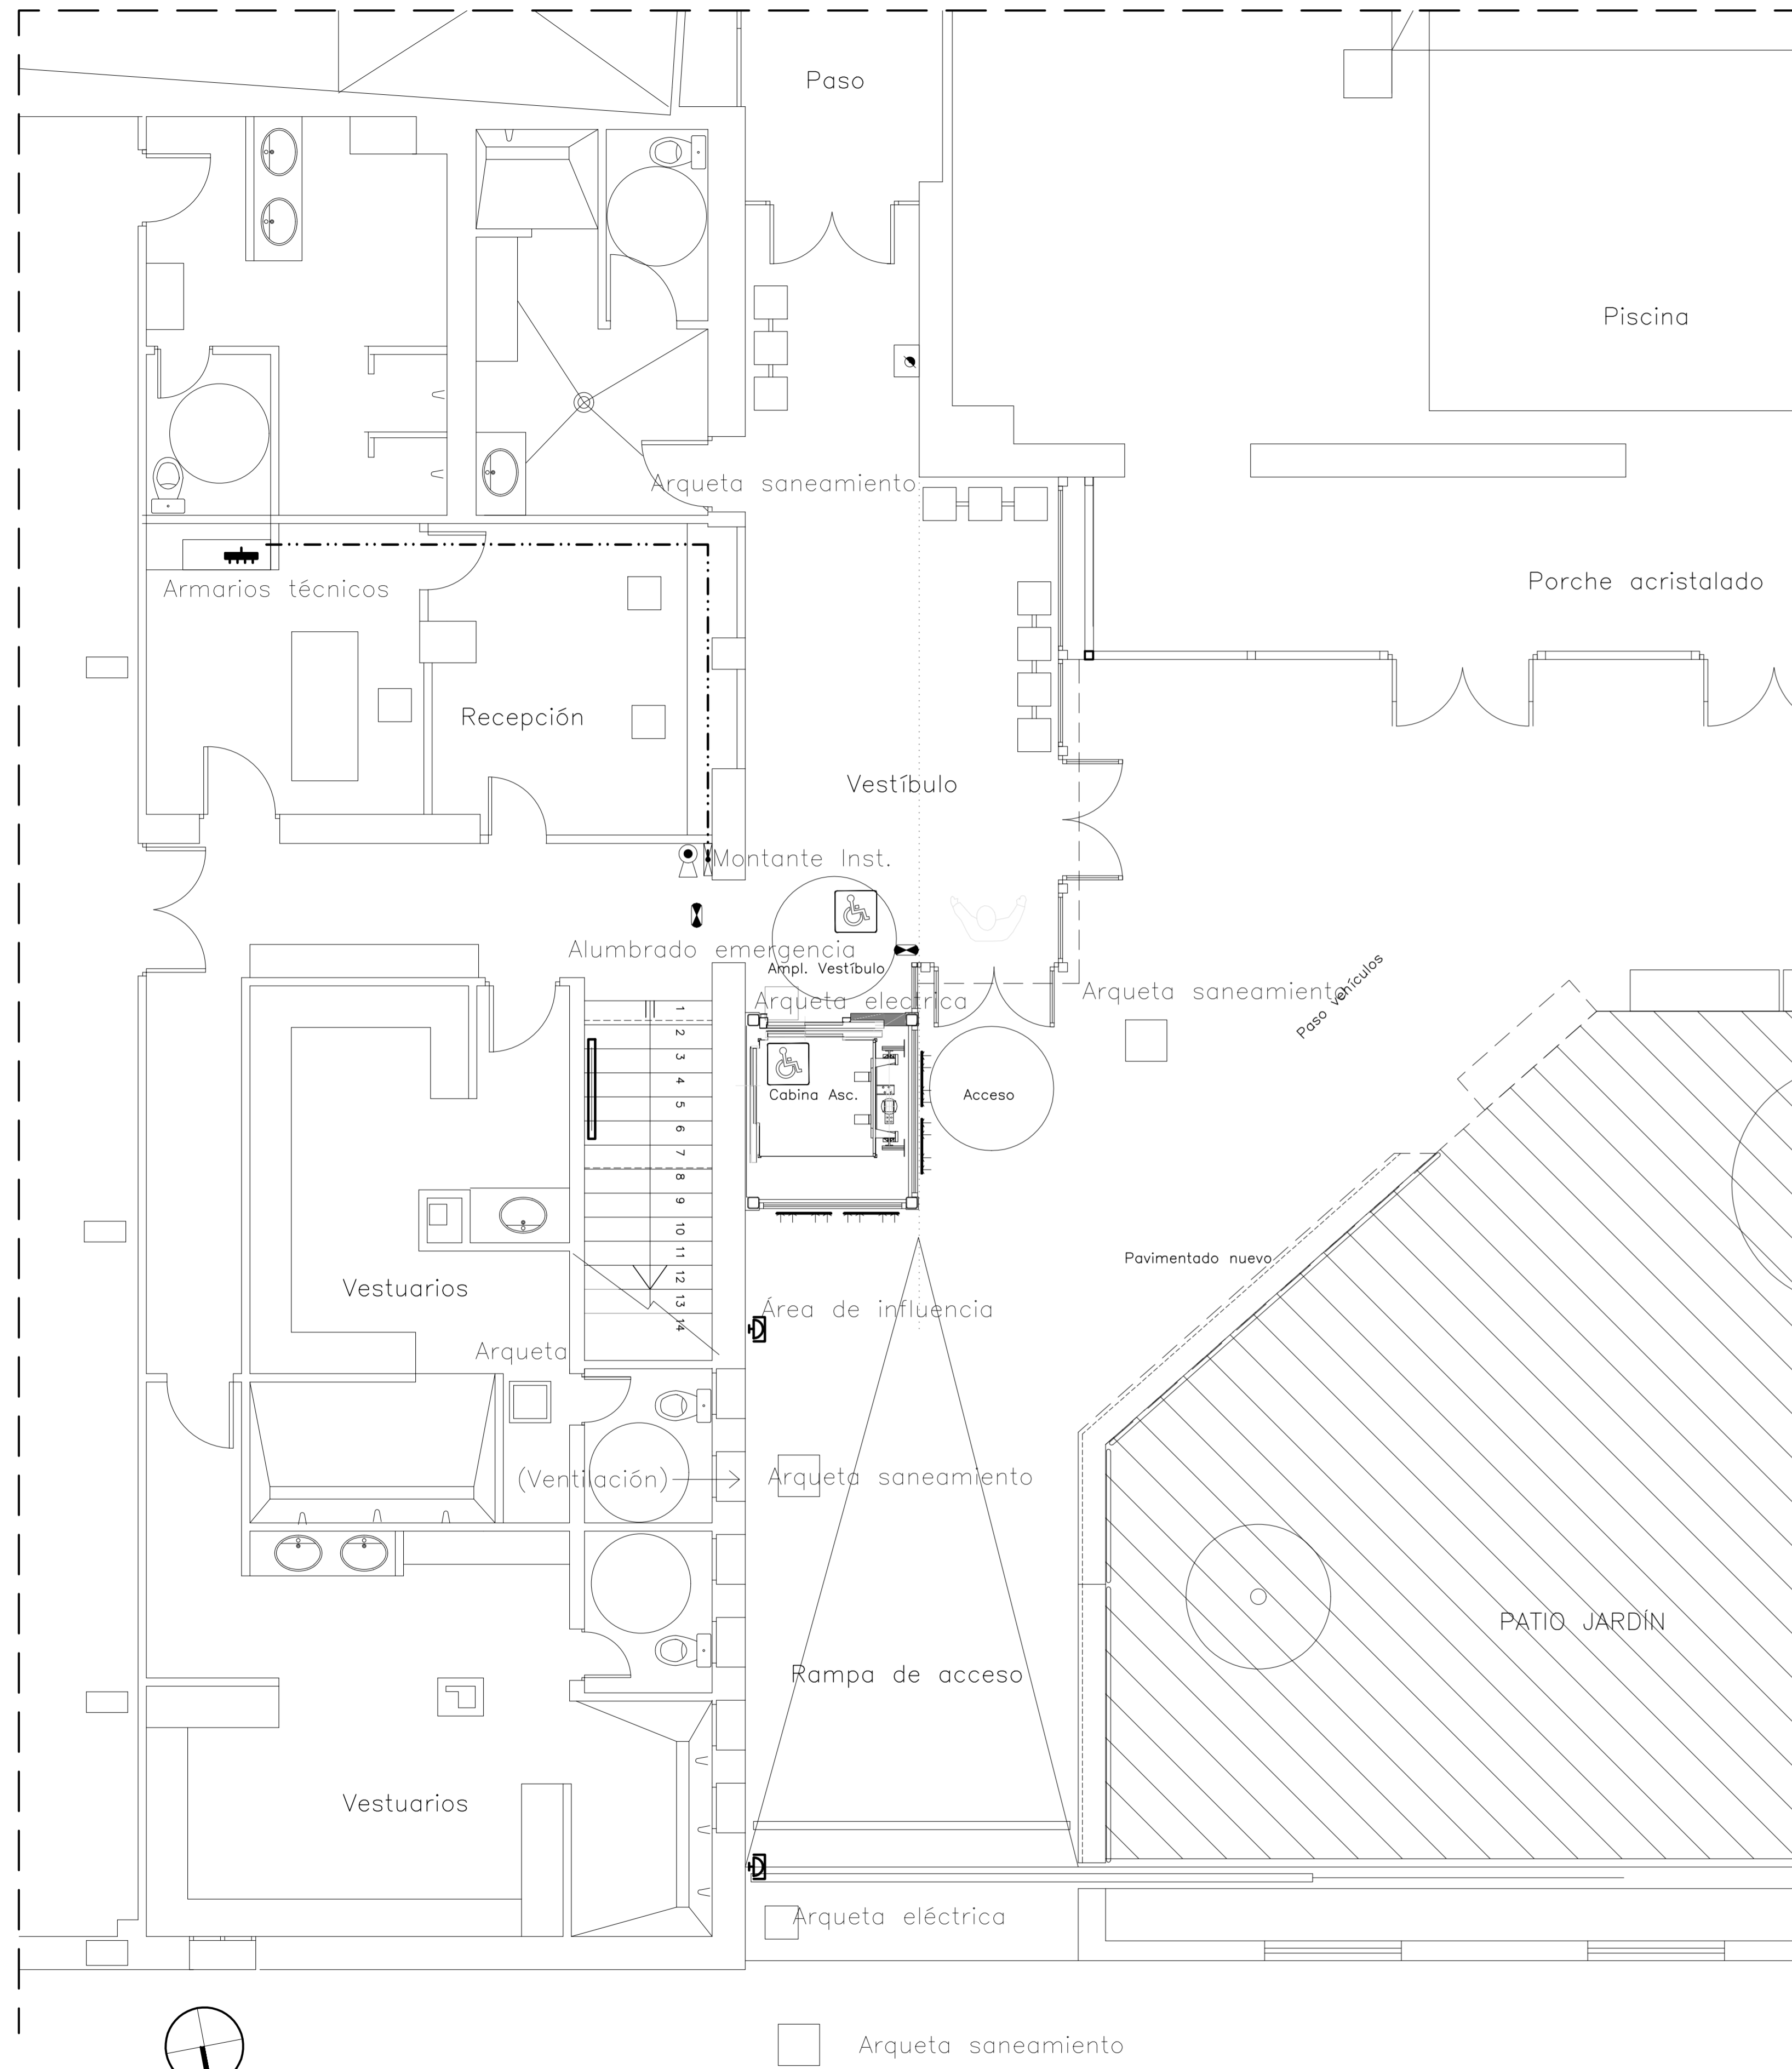 Paso
Piscina
Arqueta saneamiento
Armarios técnicos
Porche acristalado
Recepción
Vestíbulo
Montante Inst.
Alumbrado emergencia
Ampl. Vestíbulo
Arqueta electrica
Arqueta saneamiento
Paso vehículos
Cabina Asc.
Acceso
1
2
3
4
5
6
7
8
9
10
11
12
13
14
Pavimentado nuevo
Vestuarios
Área de influencia
Arqueta
(Ventilación)
Arqueta saneamiento
PATIO JARDÍN
Rampa de acceso
Vestuarios
Arqueta eléctrica
Arqueta saneamiento